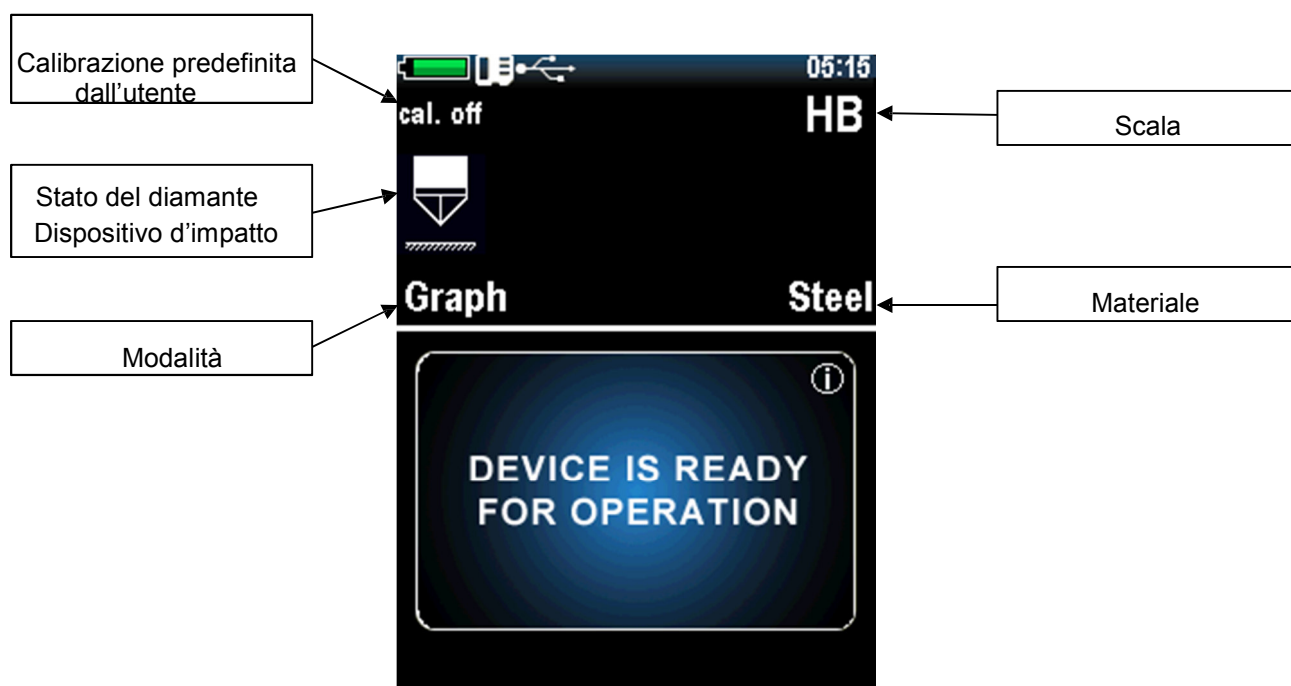 Calibrazione predefinita
dall'utente
Stato del diamante
Dispositivo d'impatto
Modalità
05:15
cal. off
HB
Graph
Steel
DEVICE IS READY
FOR OPERATION
Scala
Materiale